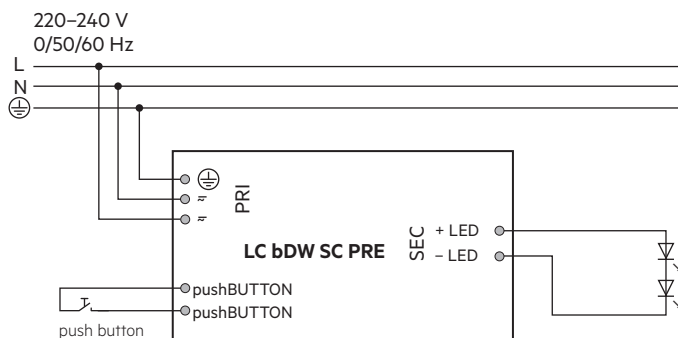 220–240 V
0/50/60 Hz
L
N
PRI
≂
≂
LC bDW SC PRE
SEC
+ LED
– LED
pushBUTTON
pushBUTTON
push button